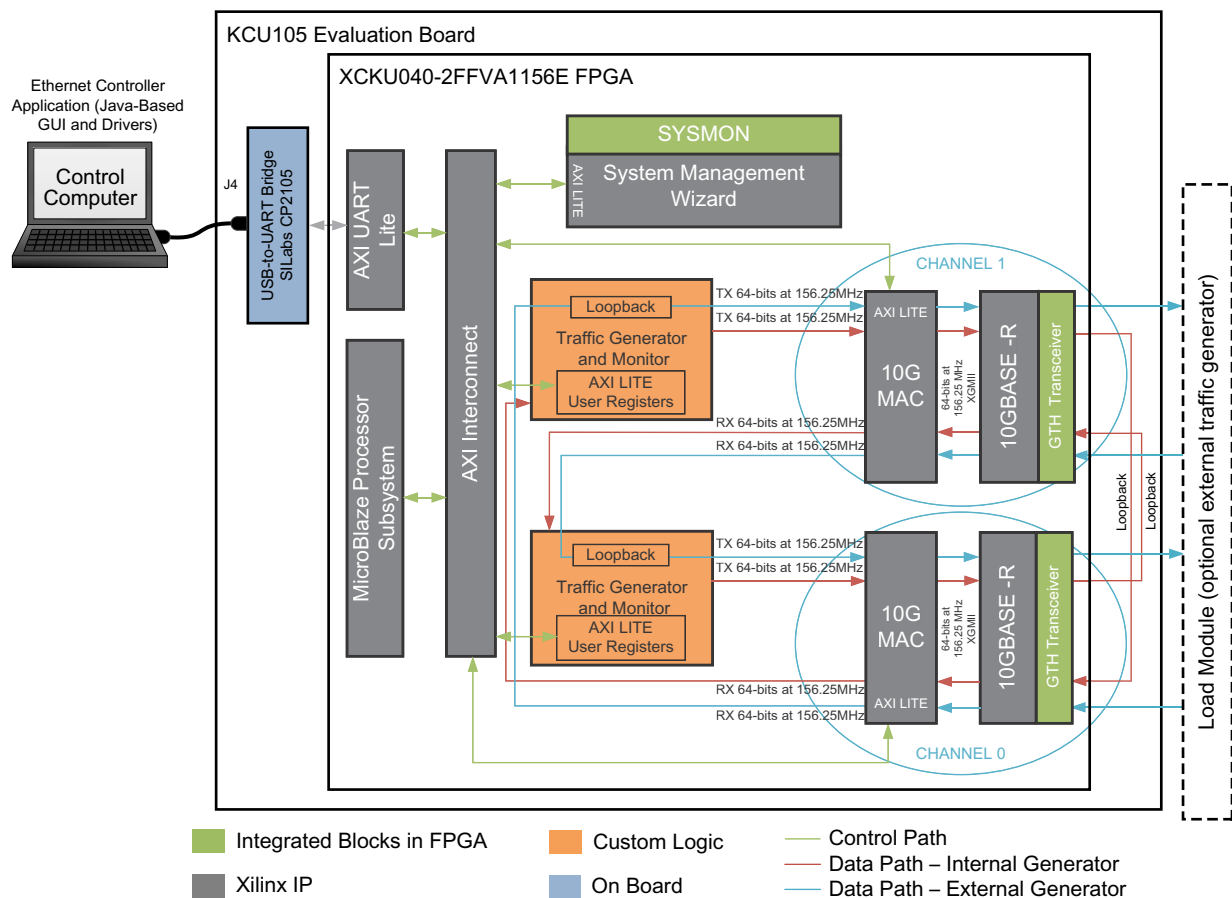 KCU105 Evaluation Board
XCKU040-2FFVA1156E FPGA
Ethernet Controller
Application (Java-Based
GUI and Drivers)
Control
Computer
J4
USB-to-UART Bridge
SILabs CP2105
AXI UART
Lite
MicroBlaze Processor
Subsystem
AXI Interconnect
SYSMON
AXI LITE
System Management
Wizard
Loopback
Traffic Generator
and Monitor
AXI LITE
User Registers
TX 64-bits at 156.25MHz
TX 64-bits at 156.25MHz
RX 64-bits at 156.25MHz
RX 64-bits at 156.25MHz
CHANNEL 1
AXI LITE
10G
MAC
64-bits at
156.25 MHz
XGMII
10GBASE -R
GTH Transceiver
Loopback
Loopback
Loopback
Traffic Generator
and Monitor
AXI LITE
User Registers
TX 64-bits at 156.25MHz
TX 64-bits at 156.25MHz
RX 64-bits at 156.25MHz
RX 64-bits at 156.25MHz
10G
MAC
AXI LITE
64-bits at
156.25 MHz
XGMII
10GBASE -R
GTH Transceiver
CHANNEL 0
Load Module (optional external traffic generator)
Integrated Blocks in FPGA
Xilinx IP
Custom Logic
On Board
Control Path
Data Path – Internal Generator
Data Path – External Generator